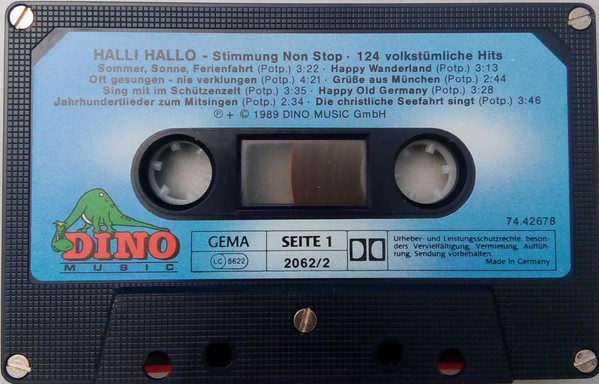 HALLI HALLO - Stimmung Non Stop · 124 volkstümliche Hits
Sommer, Sonne, Ferienfahrt (Potp.) 3:22 · Happy Wanderland (Potp.) 3:13
Oft gesungen - nie verklungen (Potp.) 4:21 · Grüße aus München (Potp.) 2:44
Sing mit im Schützenzelt (Potp.) 3:35 · Happy Old Germany (Potp.) 3:28
Jahrhundertlieder zum Mitsingen (Potp.) 2:34 · Die christliche Seefahrt singt (Potp.) 3:46
℗ + © 1989 DINO MUSIC GmbH
74.42678
DINO
MUSIC
GEMA
LC 8622
SEITE 1
2062/2
Urheber- und Leistungsschutzrechte, beson-
ders Vervielfältigung, Vermietung, Auffüh-
rung, Sendung vorbehalten.
Made in Germany